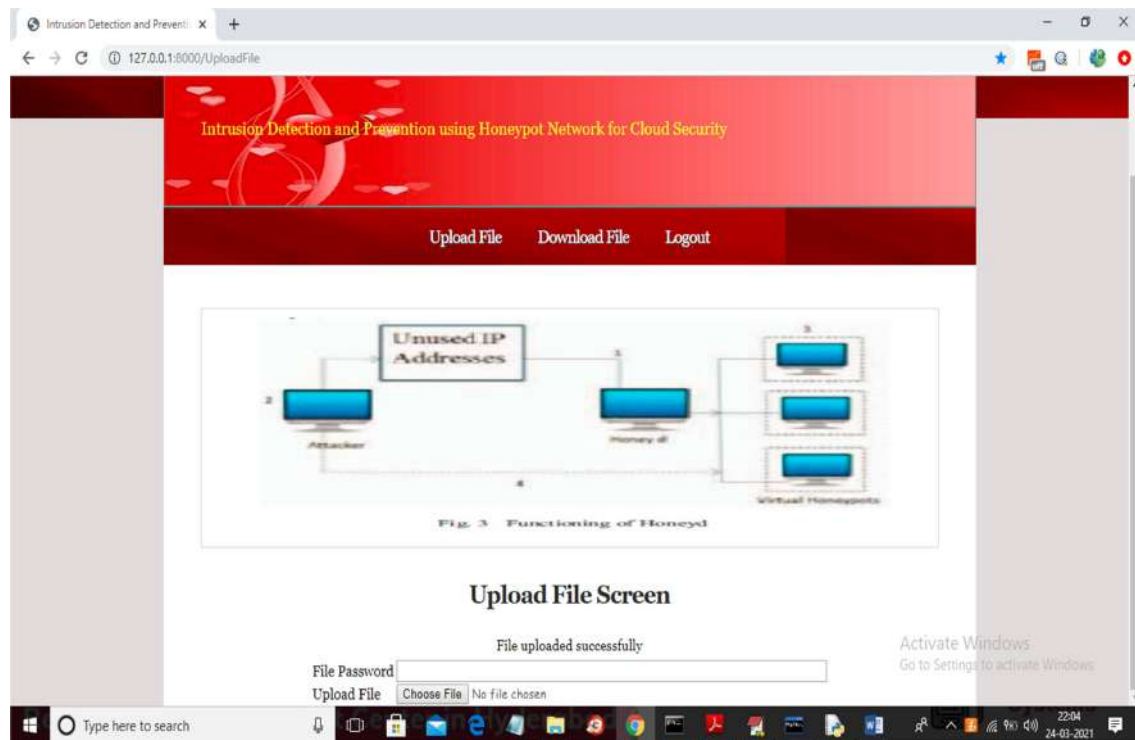 Intrusion Detection and Preventi
127.0.0.1:8000/UploadFile
Intrusion Detection and Prevention using Honeypot Network for Cloud Security
Upload File Download File Logout
Unused IP
Addresses
1
2
3
Attacker
Honey d
4
Virtual Honeypots
Fig. 3 Functioning of Honeyd
Upload File Screen
File uploaded successfully
File Password
Upload File Choose File No file chosen
Activate Windows
Go to Settings to activate Windows.
Type here to search
22:04
24-03-2021